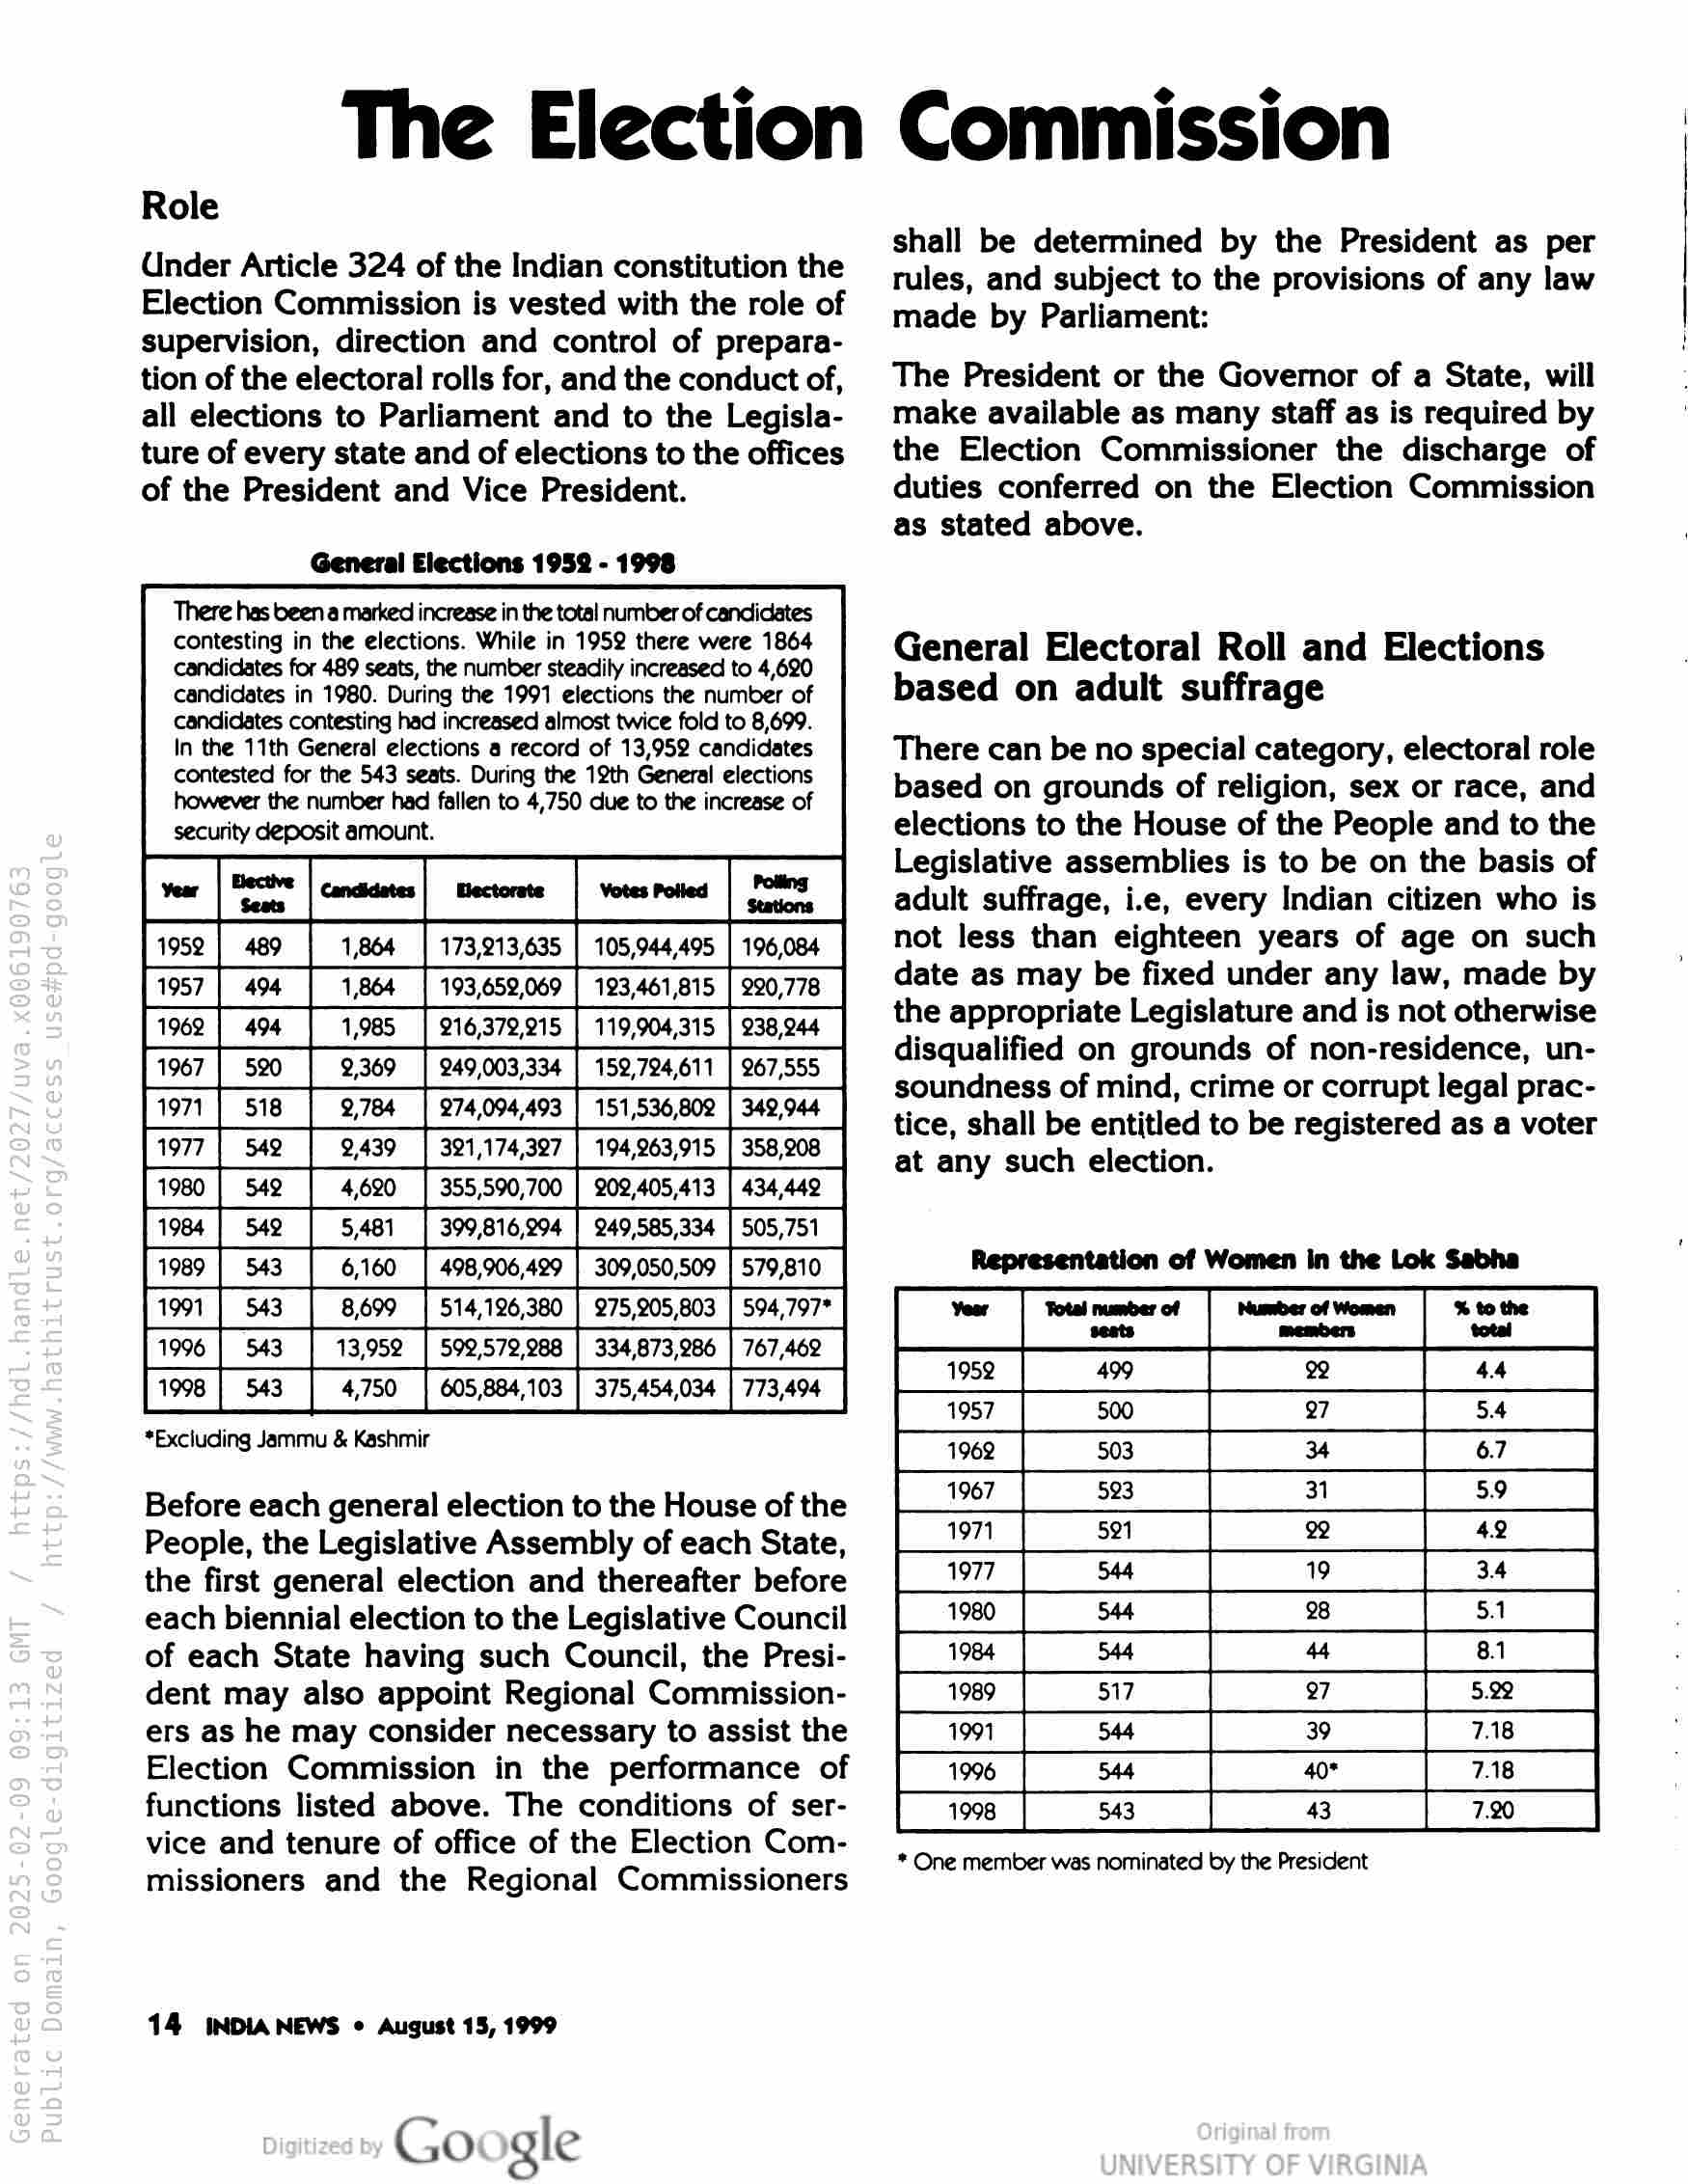 The Election Commission
Role
Under Article 324 of the Indian constitution the
Election Commission is vested with the role of
supervision, direction and control of prepara-
tion of the electoral rolls for, and the conduct of,
all elections to Parliament and to the Legisla-
ture of every state and of elections to the offices
of the President and Vice President.
General Elections 1952 - 1998
There has been a marked increase in the total number of candidates
contesting in the elections. While in 1952 there were 1864
candidates for 489 seats, the number steadily increased to 4,620
candidates in 1980. During the 1991 elections the number of
candidates contesting had increased almost twice fold to 8,699.
In the 11th General elections a record of 13,952 candidates
contested for the 543 seats. During the 12th General elections
however the number had fallen to 4,750 due to the increase of
security deposit amount.
Year Elective Seats Candidates Electorate Votes Polled Polling Stations
1952 489 1,864 173,213,635 105,944,495 196,084
1957 494 1,864 193,652,069 123,461,815 220,778
1962 494 1,985 216,372,215 119,904,315 238,244
1967 520 2,369 249,003,334 152,724,611 267,555
1971 518 2,784 274,094,493 151,536,802 342,944
1977 542 2,439 321,174,327 194,263,915 358,208
1980 542 4,620 355,590,700 202,405,413 434,442
1984 542 5,481 399,816,294 249,585,334 505,751
1989 543 6,160 498,906,429 309,050,509 579,810
1991 543 8,699 514,126,380 275,205,803 594,797*
1996 543 13,952 592,572,288 334,873,286 767,462
1998 543 4,750 605,884,103 375,454,034 773,494
*Excluding Jammu & Kashmir
Before each general election to the House of the
People, the Legislative Assembly of each State,
the first general election and thereafter before
each biennial election to the Legislative Council
of each State having such Council, the Presi-
dent may also appoint Regional Commission-
ers as he may consider necessary to assist the
Election Commission in the performance of
functions listed above. The conditions of ser-
vice and tenure of office of the Election Com-
missioners and the Regional Commissioners
shall be determined by the President as per
rules, and subject to the provisions of any law
made by Parliament:
The President or the Governor of a State, will
make available as many staff as is required by
the Election Commissioner the discharge of
duties conferred on the Election Commission
as stated above.
General Electoral Roll and Elections
based on adult suffrage
There can be no special category, electoral role
based on grounds of religion, sex or race, and
elections to the House of the People and to the
Legislative assemblies is to be on the basis of
adult suffrage, i.e, every Indian citizen who is
not less than eighteen years of age on such
date as may be fixed under any law, made by
the appropriate Legislature and is not otherwise
disqualified on grounds of non-residence, un-
soundness of mind, crime or corrupt legal prac-
tice, shall be entitled to be registered as a voter
at any such election.
Representation of Women in the Lok Sabha
Year Total number of seats Number of Women members % to the total
1952 499 22 4.4
1957 500 27 5.4
1962 503 34 6.7
1967 523 31 5.9
1971 521 22 4.2
1977 544 19 3.4
1980 544 28 5.1
1984 544 44 8.1
1989 517 27 5.22
1991 544 39 7.18
1996 544 40* 7.18
1998 543 43 7.20
* One member was nominated by the President
14 INDIA NEWS • August 15, 1999
Generated on 2025-02-09 09:13 GMT / https://hdl.handle.net/2027/uva.x006190763
Public Domain, Google-digitized / http://www.hathitrust.org/access_use#pd-google
Digitized by Google
Original from
UNIVERSITY OF VIRGINIA